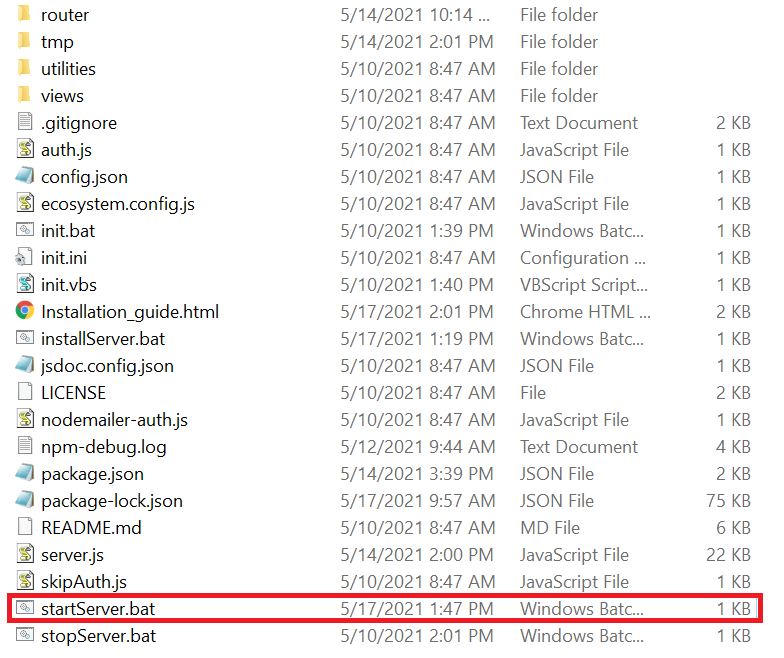 router 5/14/2021 10:14 ... File folder
tmp 5/14/2021 2:01 PM File folder
utilities 5/10/2021 8:47 AM File folder
views 5/10/2021 8:47 AM File folder
.gitignore 5/10/2021 8:47 AM Text Document 2 KB
auth.js 5/10/2021 8:47 AM JavaScript File 1 KB
config.json 5/10/2021 8:47 AM JSON File 1 KB
ecosystem.config.js 5/10/2021 8:47 AM JavaScript File 1 KB
init.bat 5/10/2021 1:39 PM Windows Batc... 1 KB
init.ini 5/10/2021 8:47 AM Configuration ... 1 KB
init.vbs 5/10/2021 1:40 PM VBScript Script... 1 KB
Installation_guide.html 5/17/2021 2:01 PM Chrome HTML ... 2 KB
installServer.bat 5/17/2021 1:19 PM Windows Batc... 1 KB
jsdoc.config.json 5/10/2021 8:47 AM JSON File 1 KB
LICENSE 5/10/2021 8:47 AM File 2 KB
nodemailer-auth.js 5/10/2021 8:47 AM JavaScript File 1 KB
npm-debug.log 5/12/2021 9:44 AM Text Document 4 KB
package.json 5/14/2021 3:39 PM JSON File 2 KB
package-lock.json 5/17/2021 9:57 AM JSON File 75 KB
README.md 5/10/2021 8:47 AM MD File 6 KB
server.js 5/14/2021 2:00 PM JavaScript File 22 KB
skipAuth.js 5/10/2021 8:47 AM JavaScript File 1 KB
startServer.bat 5/17/2021 1:47 PM Windows Batc... 1 KB
stopServer.bat 5/10/2021 2:01 PM Windows Batc... 1 KB